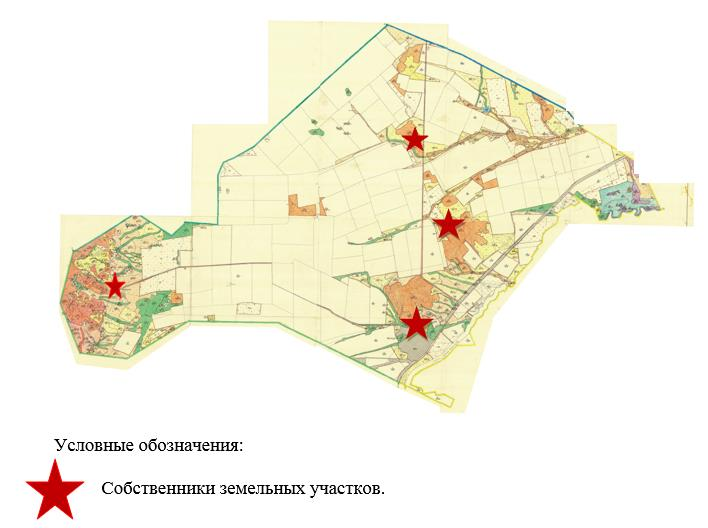 Условные обозначения:
Собственники земельных участков.